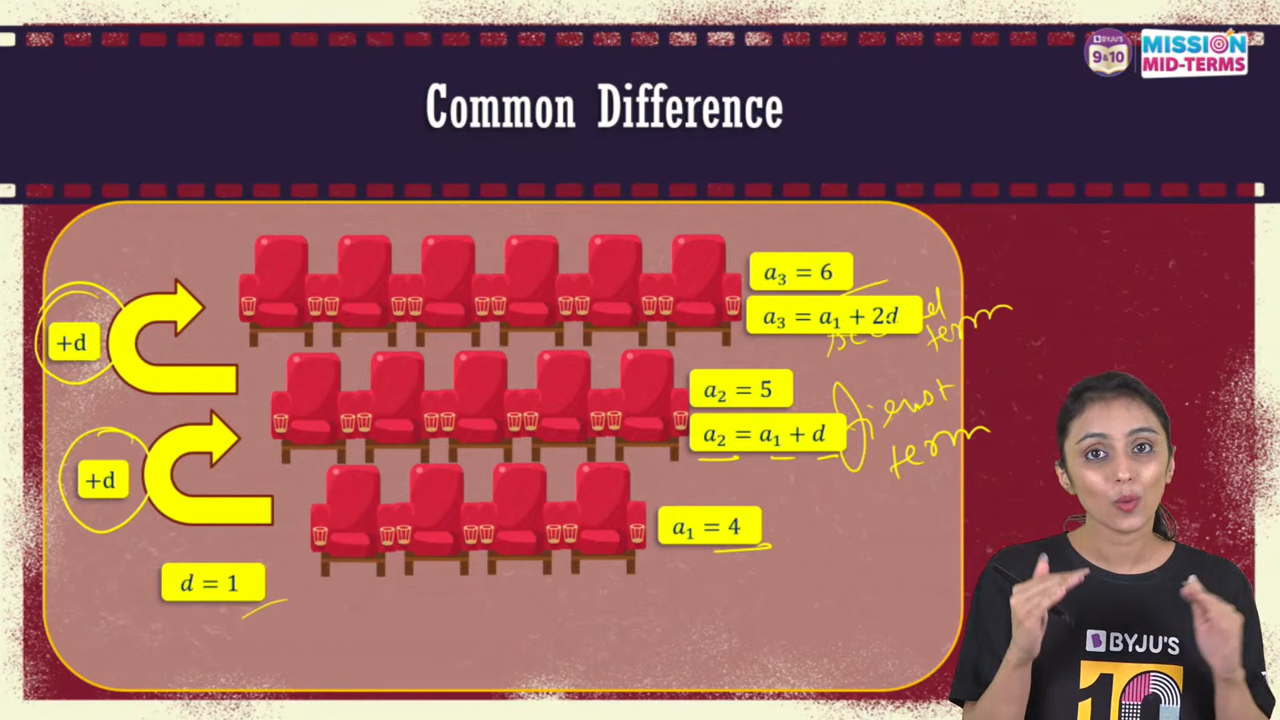 BYJU'S
9&10
MISSION
MID-TERMS
Common Difference
a₃ = 6
+d
a₃ = a₁ + 2d
term
a₂ = 5
a₂ = a₁ + d
term
+d
a₁ = 4
d = 1
BYJU'S
10